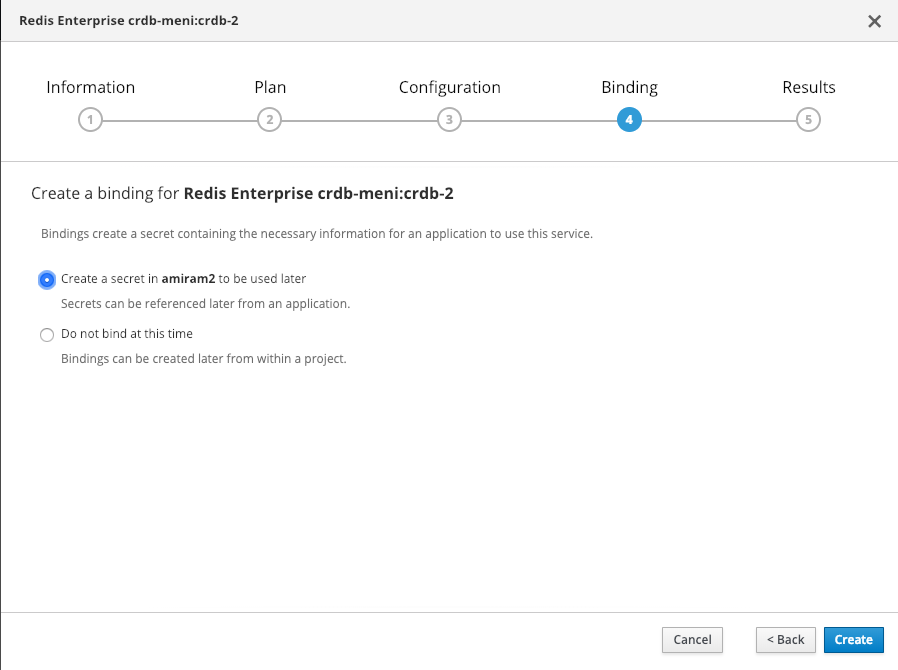 Redis Enterprise crdb-meni:crdb-2
Information Plan Configuration Binding Results
1 2 3 4 5
Create a binding for Redis Enterprise crdb-meni:crdb-2
Bindings create a secret containing the necessary information for an application to use this service.
Create a secret in amiram2 to be used later
Secrets can be referenced later from an application.
Do not bind at this time
Bindings can be created later from within a project.
Cancel < Back Create